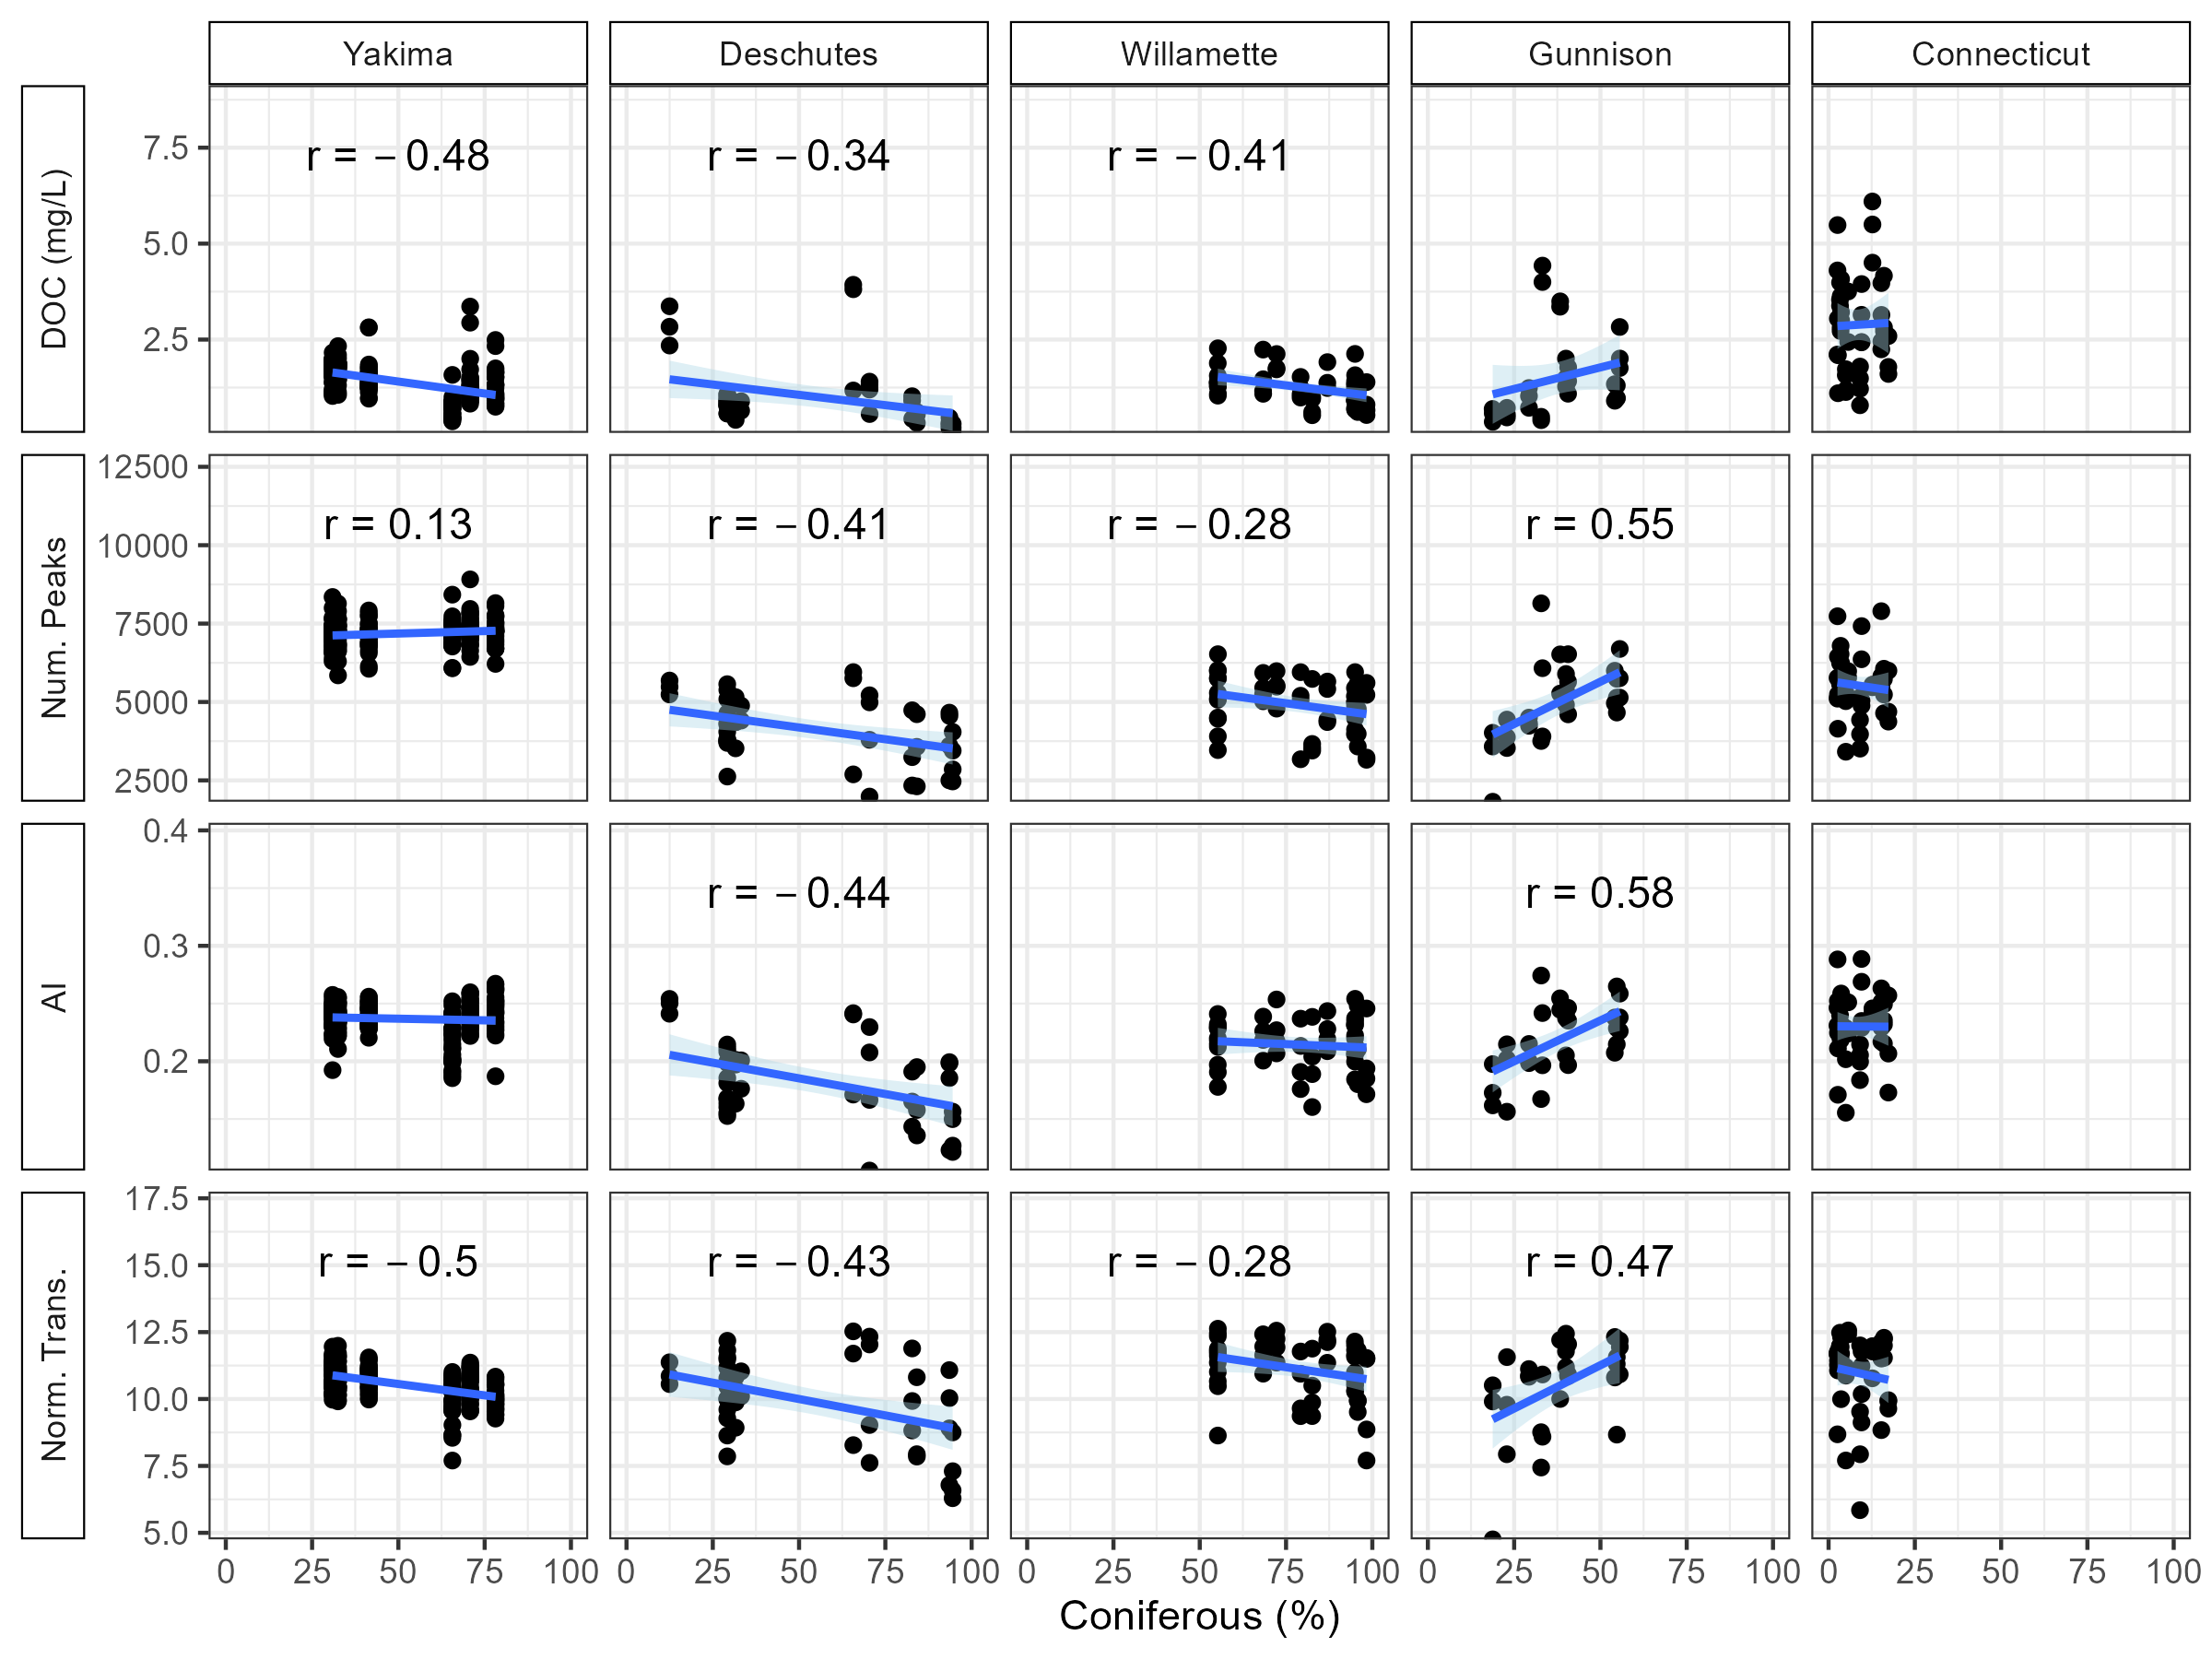 Yakima Deschutes Willamette Gunnison Connecticut
DOC (mg/L)
7.5
5.0
2.5
r = − 0.48
r = − 0.34
r = − 0.41
Num. Peaks
12500
10000
7500
5000
2500
r = 0.13
r = − 0.41
r = − 0.28
r = 0.55
AI
0.4
0.3
0.2
r = − 0.44
r = 0.58
Norm. Trans.
17.5
15.0
12.5
10.0
7.5
5.0
r = − 0.5
r = − 0.43
r = − 0.28
r = 0.47
0 25 50 75 100 0 25 50 75 100 0 25 50 75 100 0 25 50 75 100 0 25 50 75 100
Coniferous (%)